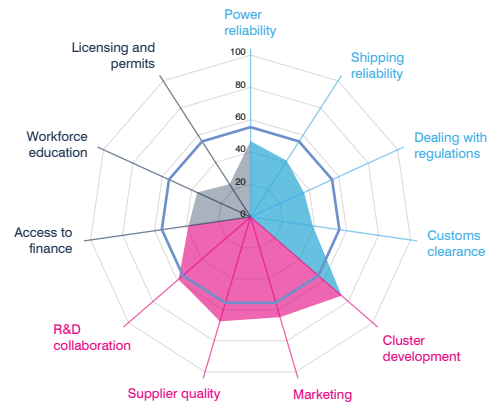 Power
reliability
Licensing and
permits
Shipping
reliability
100
80
60
40
20
0
Workforce
education
Dealing with
regulations
Access to
finance
Customs
clearance
R&D
collaboration
Cluster
development
Supplier quality
Marketing